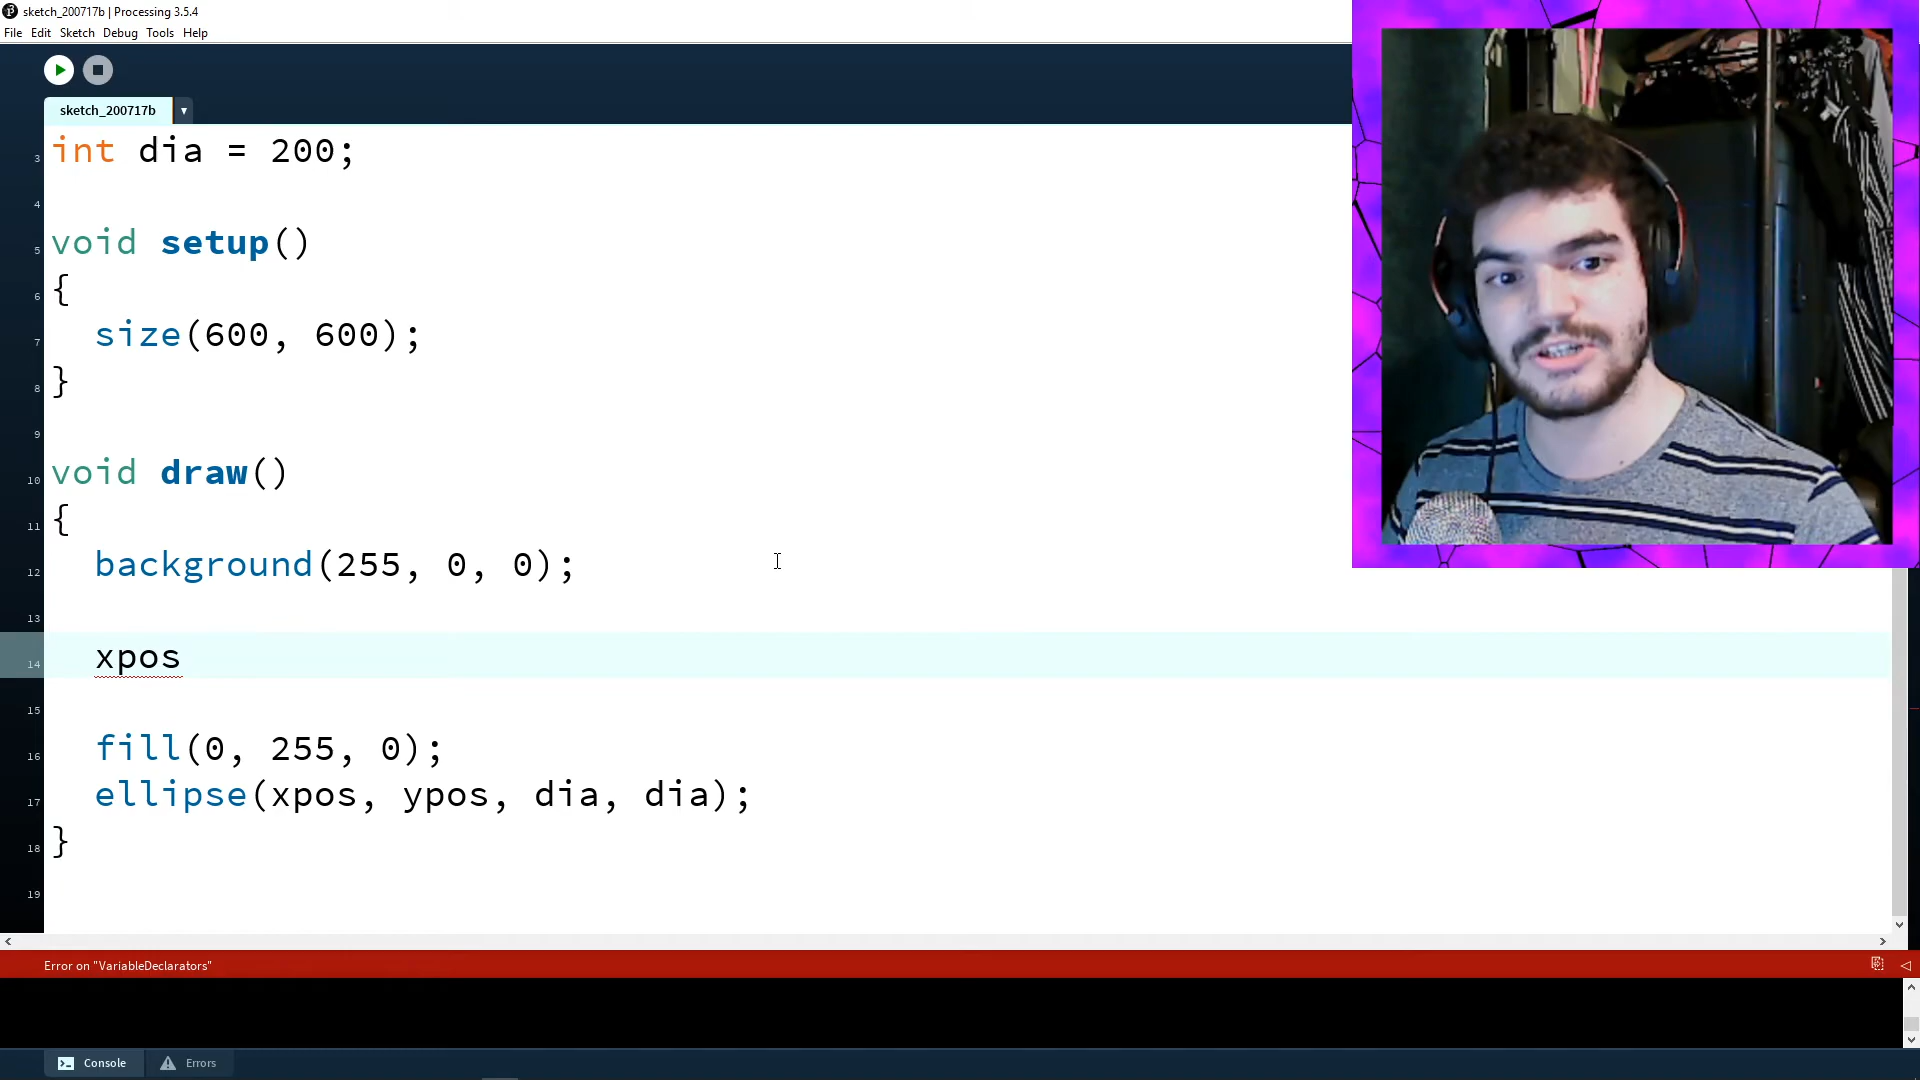 sketch_200717b | Processing 3.5.4
File Edit Sketch Debug Tools Help
sketch_200717b ▾
3 int dia = 200;
4
5 void setup()
6 {
7 size(600, 600);
8 }
9
10 void draw()
11 {
12 background(255, 0, 0);
13
14 xpos
15
16 fill(0, 255, 0);
17 ellipse(xpos, ypos, dia, dia);
18 }
19
Error on "VariableDeclarators"
Console Errors